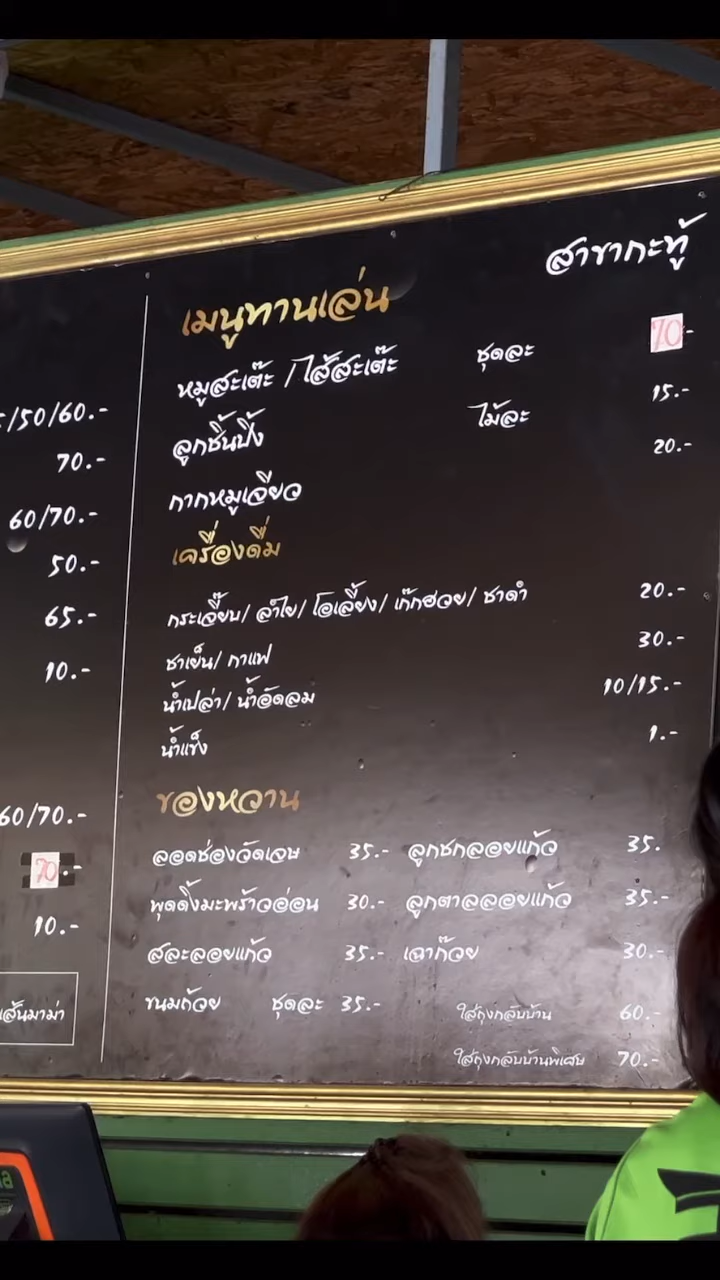 สาขากะทู้
/50/60.-
70.-
60/70.-
50.-
65.-
10.-
60/70.-
70.-
10.-
เส้นมาม่า
เมนูทานเล่น
หมูสะเต๊ะ / ไส้สะเต๊ะ ชุดละ 70.-
ลูกชิ้นปิ้ง ไม้ละ 15.-
กากหมูเจียว 20.-
เครื่องดื่ม
กระเจี๊ยบ/ ลำไย/ โอเลี้ยง/ เก๊กฮวย/ ชาดำ 20.-
ชาเย็น/ กาแฟ 30.-
น้ำเปล่า/ น้ำอัดลม 10/15.-
น้ำแข็ง 1.-
ของหวาน
ลอดช่องวัดเจษ 35.- ลูกชกลอยแก้ว 35.
พุดดิ้งมะพร้าวอ่อน 30.- ลูกตาลลอยแก้ว 35.-
สละลอยแก้ว 35.- เฉาก๊วย 30.-
ขนมถ้วย ชุดละ 35.- ใส่ถุงกลับบ้าน 60.-
ใส่ถุงกลับบ้านพิเศษ 70.-